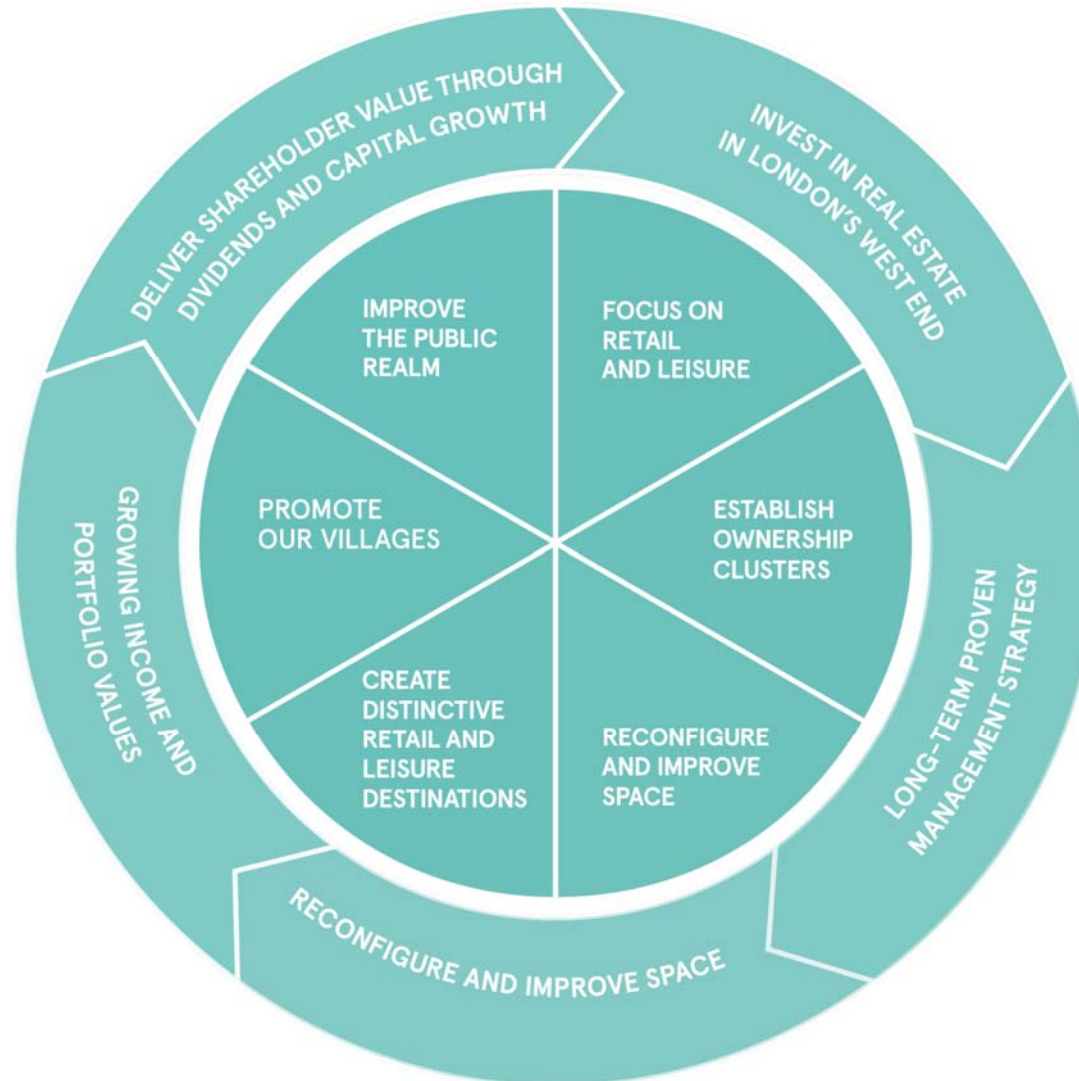 DELIVER SHAREHOLDER VALUE THROUGH
DIVIDENDS AND CAPITAL GROWTH
INVEST IN REAL ESTATE
IN LONDON'S WEST END
LONG-TERM PROVEN
MANAGEMENT STRATEGY
RECONFIGURE AND IMPROVE SPACE
GROWING INCOME AND
PORTFOLIO VALUES
IMPROVE
THE PUBLIC
REALM
FOCUS ON
RETAIL
AND LEISURE
ESTABLISH
OWNERSHIP
CLUSTERS
RECONFIGURE
AND IMPROVE
SPACE
CREATE
DISTINCTIVE
RETAIL AND
LEISURE
DESTINATIONS
PROMOTE
OUR VILLAGES